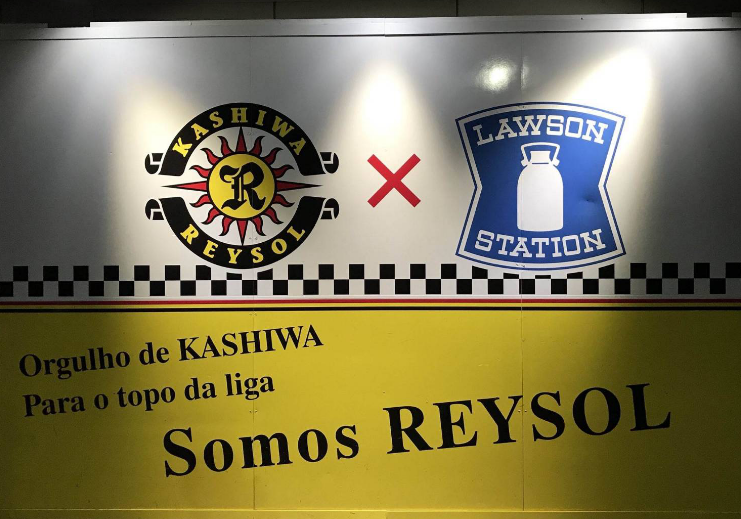 KASHIWA
R
REYSOL
×
LAWSON
STATION
Orgulho de KASHIWA
Para o topo da liga
Somos REYSOL